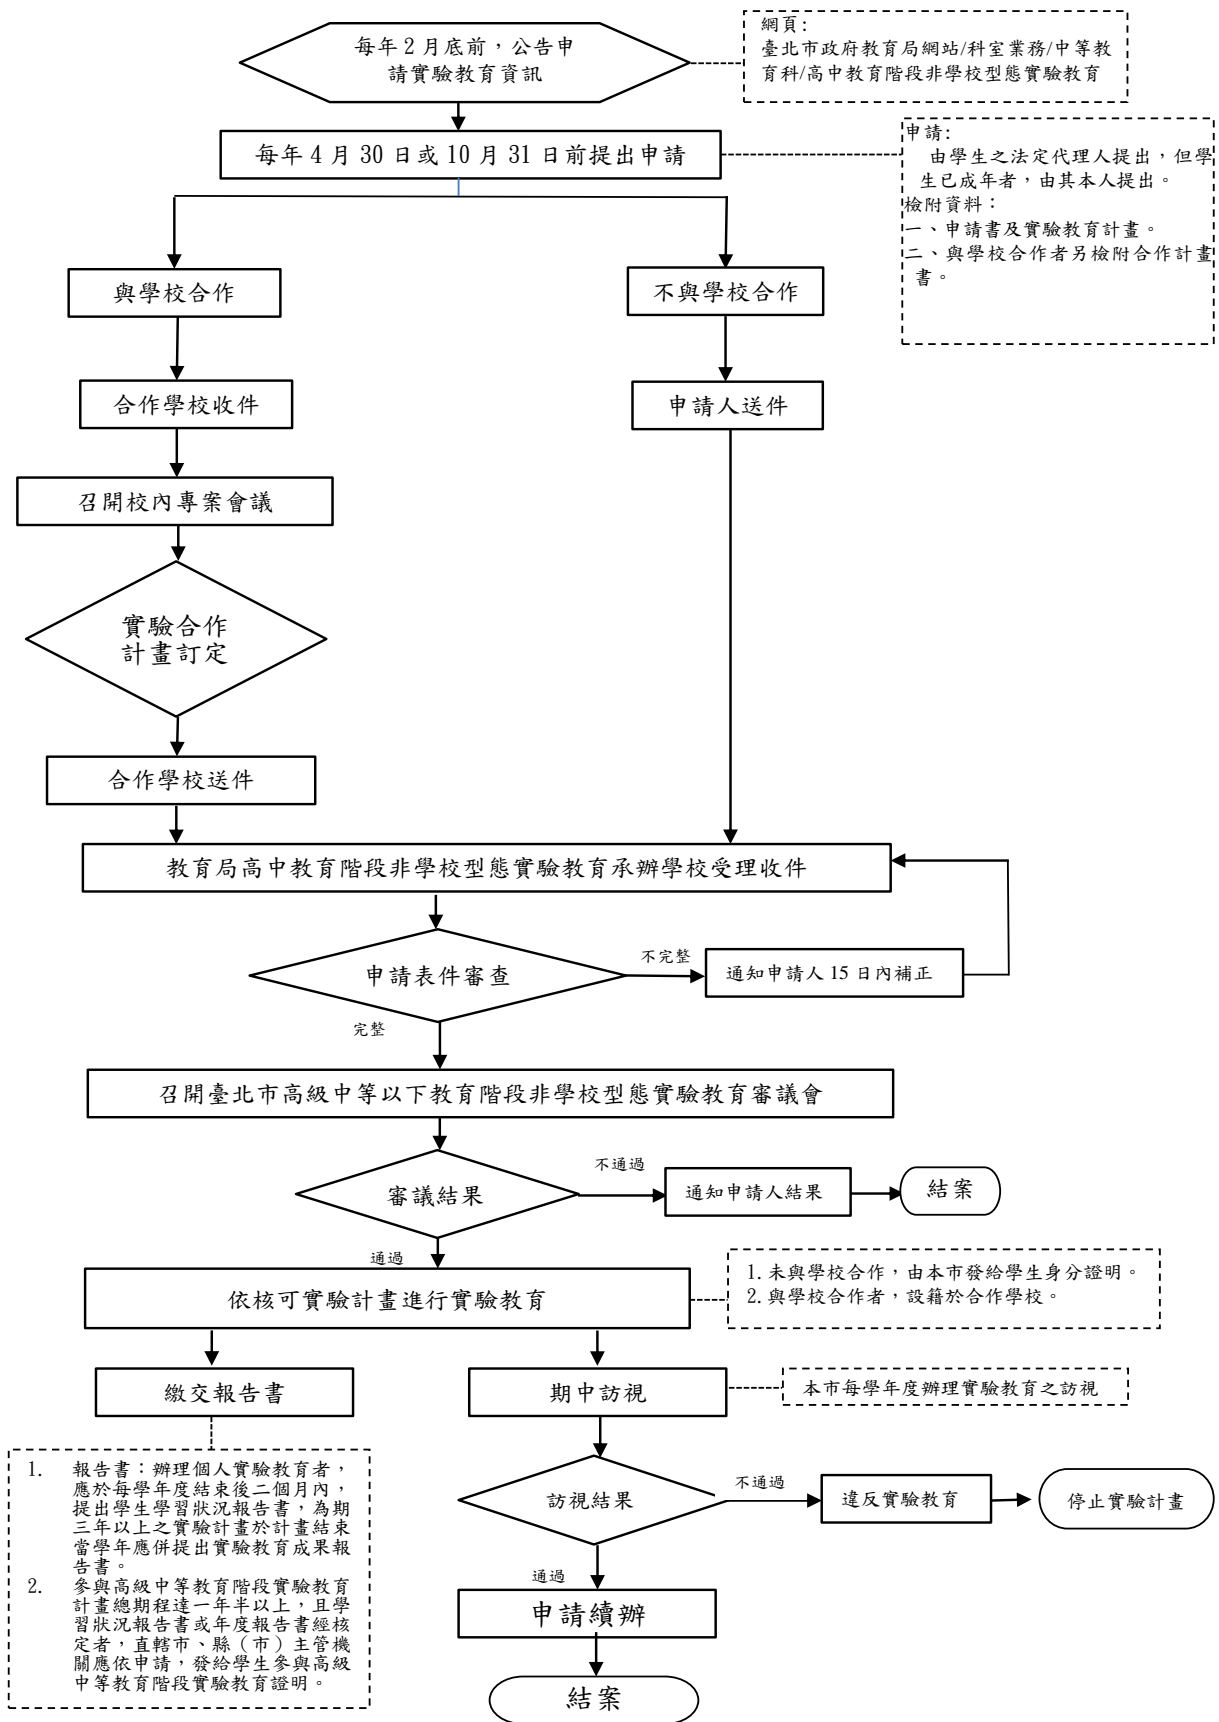 每年 2 月底前，公告申
請實驗教育資訊
網頁:
臺北市政府教育局網站/科室業務/中等教
育科/高中教育階段非學校型態實驗教育
每年 4 月 30 日或 10 月 31 日前提出申請
申請:
由學生之法定代理人提出，但學
生已成年者，由其本人提出。
檢附資料：
一、申請書及實驗教育計畫。
二、與學校合作者另檢附合作計畫
書。
與學校合作
不與學校合作
合作學校收件
申請人送件
召開校內專案會議
實驗合作
計畫訂定
合作學校送件
教育局高中教育階段非學校型態實驗教育承辦學校受理收件
申請表件審查
不完整
通知申請人 15 日內補正
完整
召開臺北市高級中等以下教育階段非學校型態實驗教育審議會
審議結果
不通過
通知申請人結果
結案
通過
依核可實驗計畫進行實驗教育
1.未與學校合作，由本市發給學生身分證明。
2.與學校合作者，設籍於合作學校。
繳交報告書
期中訪視
本市每學年度辦理實驗教育之訪視
1. 報告書：辦理個人實驗教育者，
應於每學年度結束後二個月內，
提出學生學習狀況報告書，為期
三年以上之實驗計畫於計畫結束
當學年應併提出實驗教育成果報
告書。
2. 參與高級中等教育階段實驗教育
計畫總期程達一年半以上，且學
習狀況報告書或年度報告書經核
定者，直轄市、縣（市）主管機
關應依申請，發給學生參與高級
中等教育階段實驗教育證明。
訪視結果
不通過
違反實驗教育
停止實驗計畫
通過
申請續辦
結案